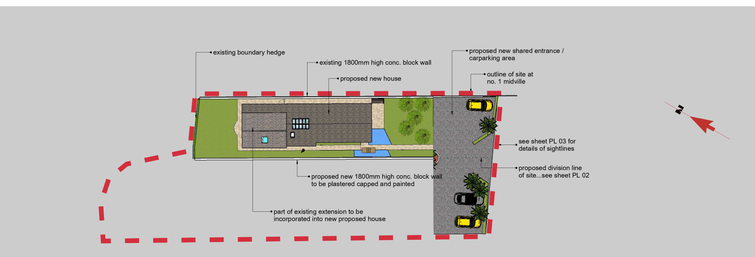 existing boundary hedge
existing 1800mm high conc. block wall
proposed new house
proposed new shared entrance /
carparking area
outline of site at
no. 1 midville
see sheet PL 03 for
details of sightlines
proposed division line
of site...see sheet PL 02
proposed new 1800mm high conc. block wall
to be plastered capped and painted
part of existing extension to be
incorporated into new proposed house
N